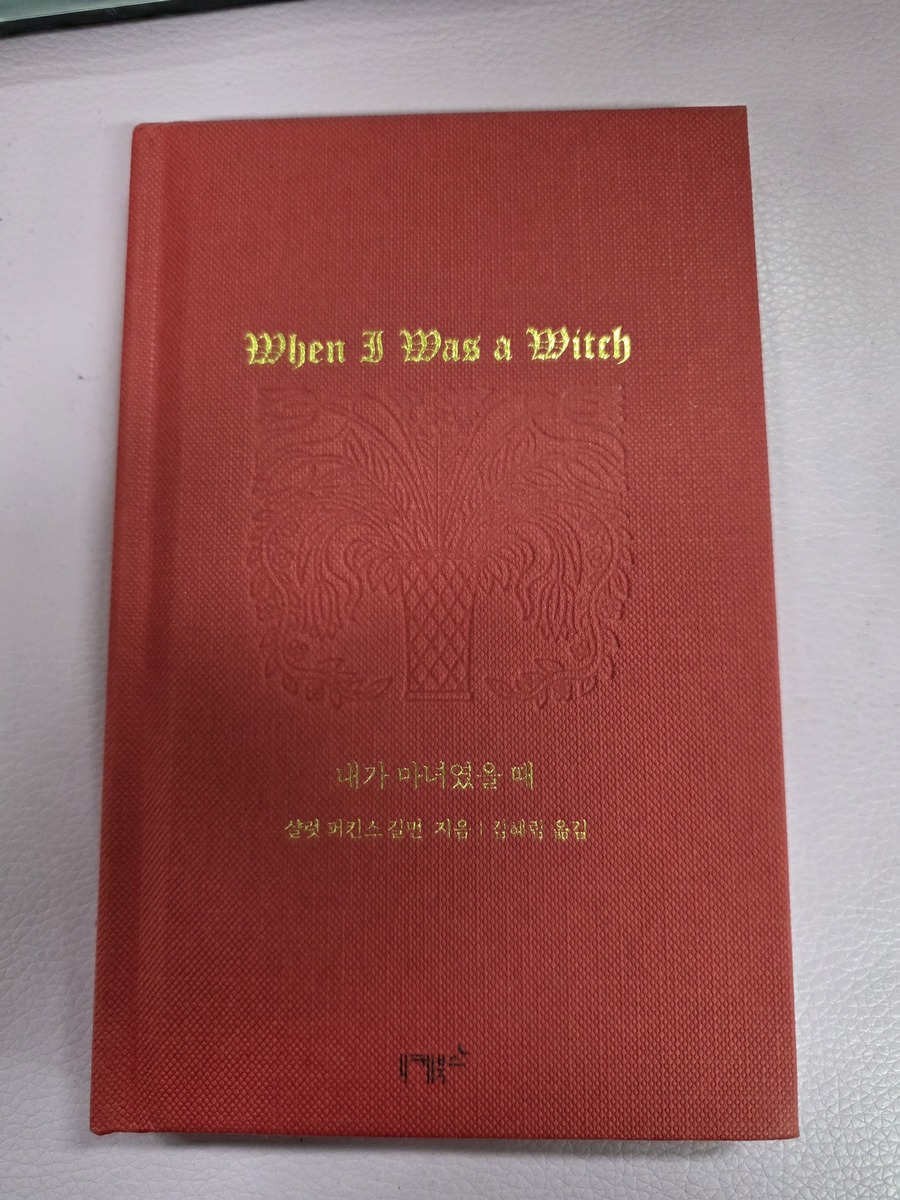 When I Was a Witch
내가 마녀였을 때
샬럿 퍼킨스 길먼 지음 | 김혜림 옮김